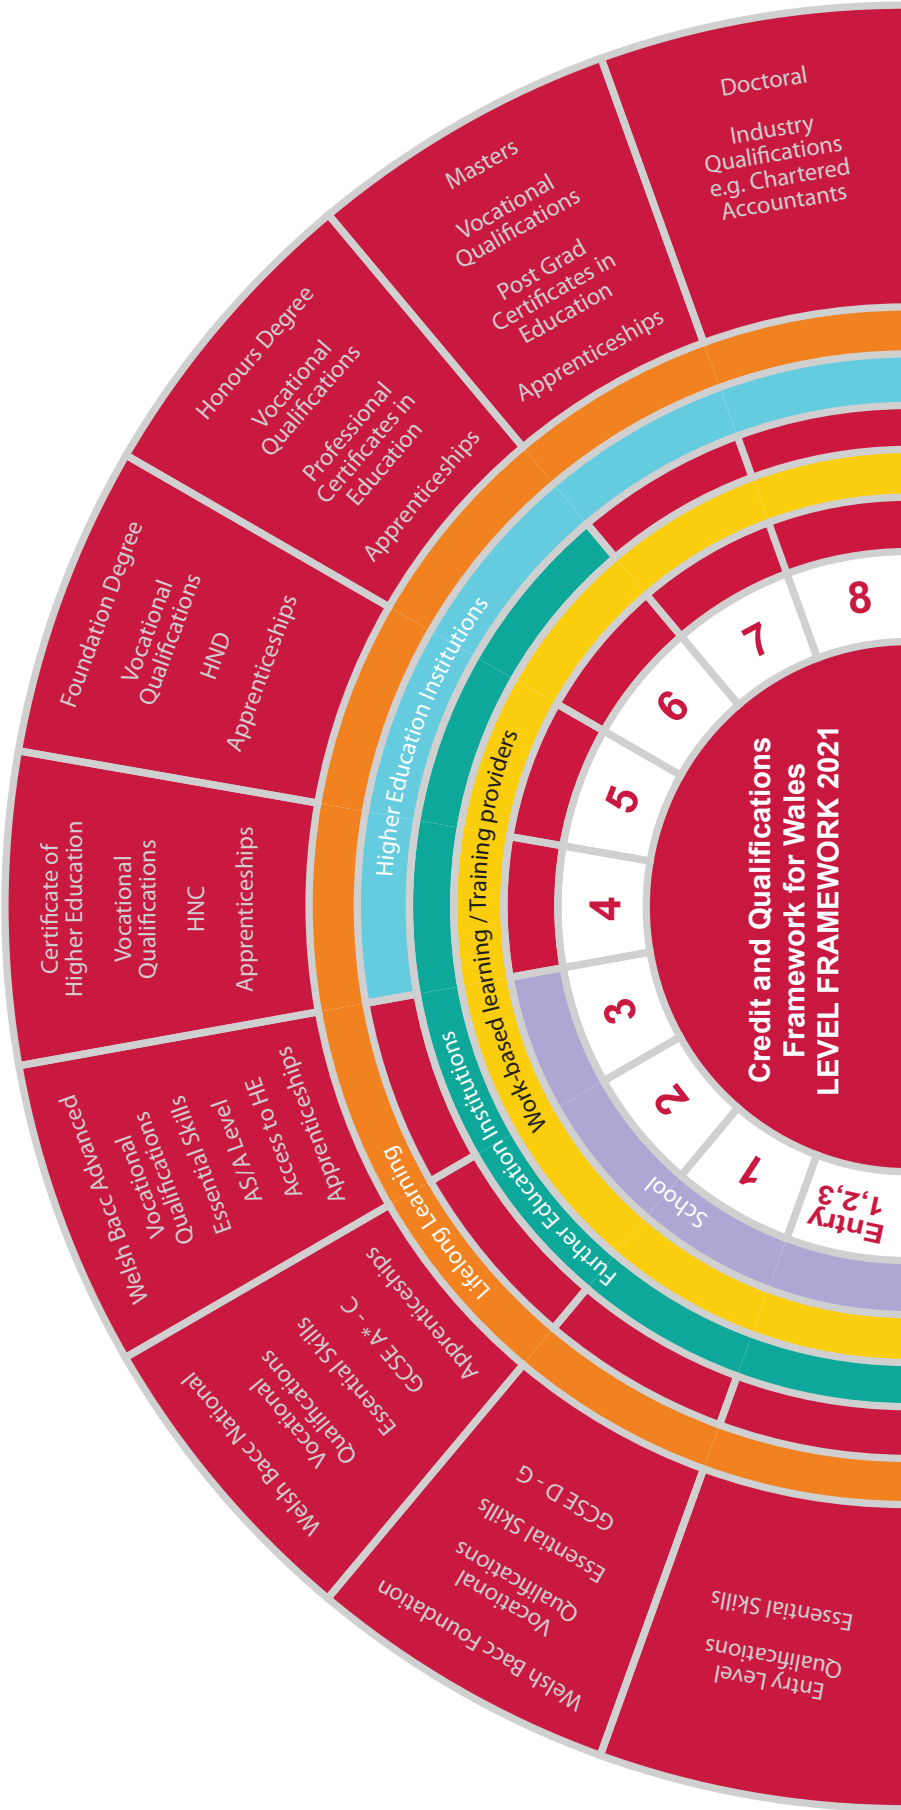 Credit and Qualifications
Framework for Wales
LEVEL FRAMEWORK 2021
Entry
1,2,3
1
2
3
4
5
6
7
8
School
Work-based learning / Training providers
Further Education Institutions
Higher Education Institutions
Lifelong Learning
Entry Level
Qualifications
Essential Skills
Welsh Bacc Foundation
Vocational
Qualifications
Essential Skills
GCSE D - G
Welsh Bacc National
Vocational
Qualifications
Essential Skills
GCSE A* - C
Apprenticeships
Welsh Bacc Advanced
Vocational
Qualifications
Essential Skills
AS/A Level
Access to HE
Apprenticeships
Certificate of
Higher Education
Vocational
Qualifications
HNC
Apprenticeships
Foundation Degree
Vocational
Qualifications
HND
Apprenticeships
Honours Degree
Vocational
Qualifications
Professional
Certificates in
Education
Apprenticeships
Masters
Vocational
Qualifications
Post Grad
Certificates in
Education
Apprenticeships
Doctoral
Industry
Qualifications
e.g. Chartered
Accountants